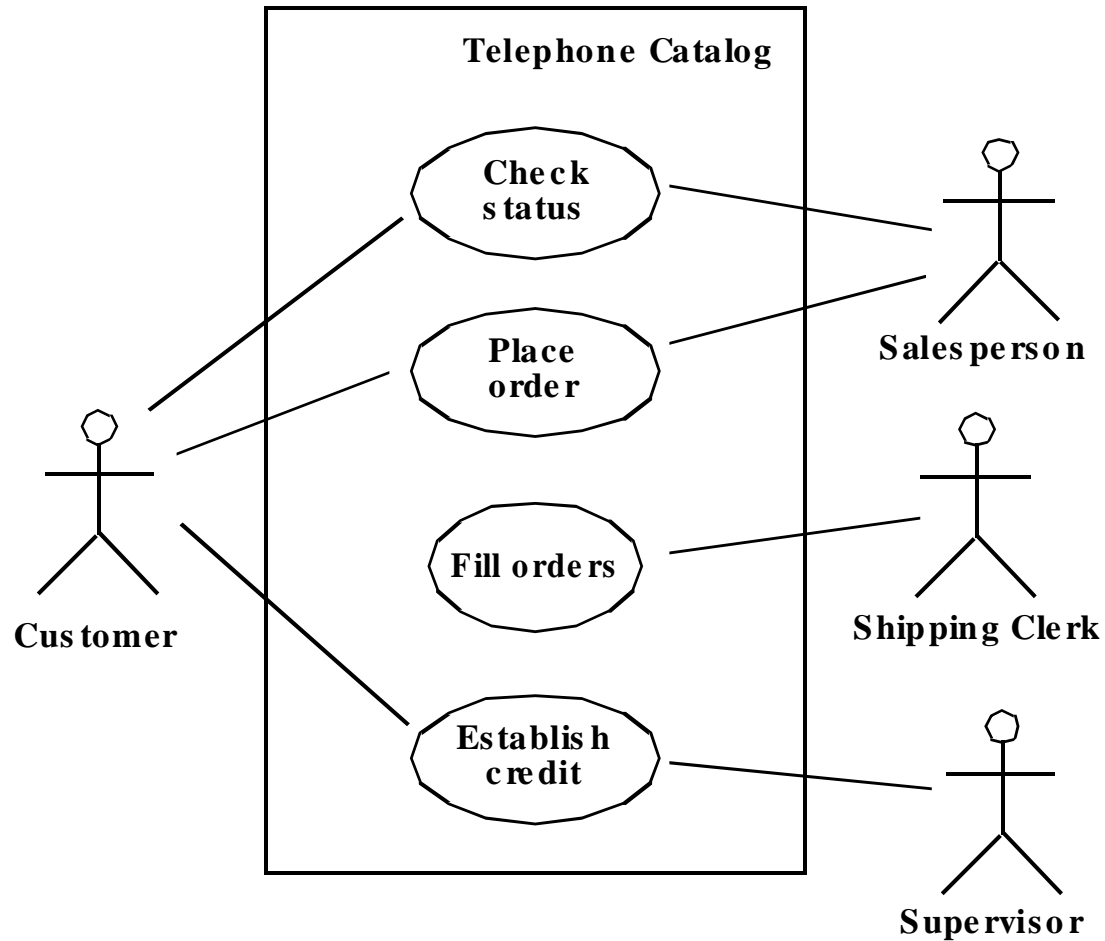 Telephone Catalog
Check
status
Place
order
Salesperson
Fill orders
Customer
Shipping Clerk
Establish
credit
Supervisor